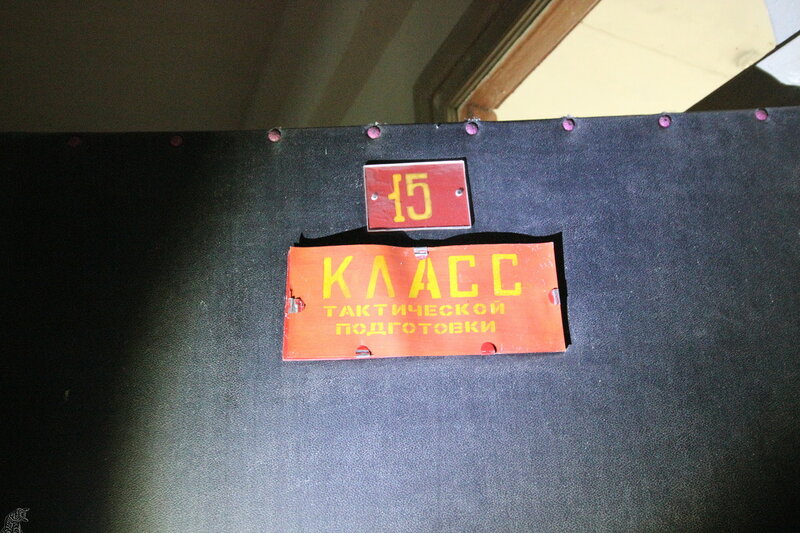 15
КЛАСС
ТАКТИЧЕСКОЙ
ПОДГОТОВКИ